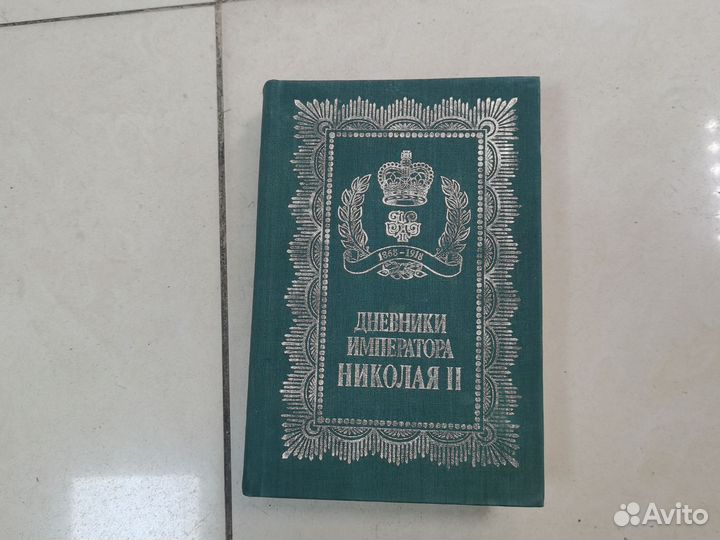 1868-1918
ДНЕВНИКИ
ИМПЕРАТОРА
НИКОЛАЯ II
Avito